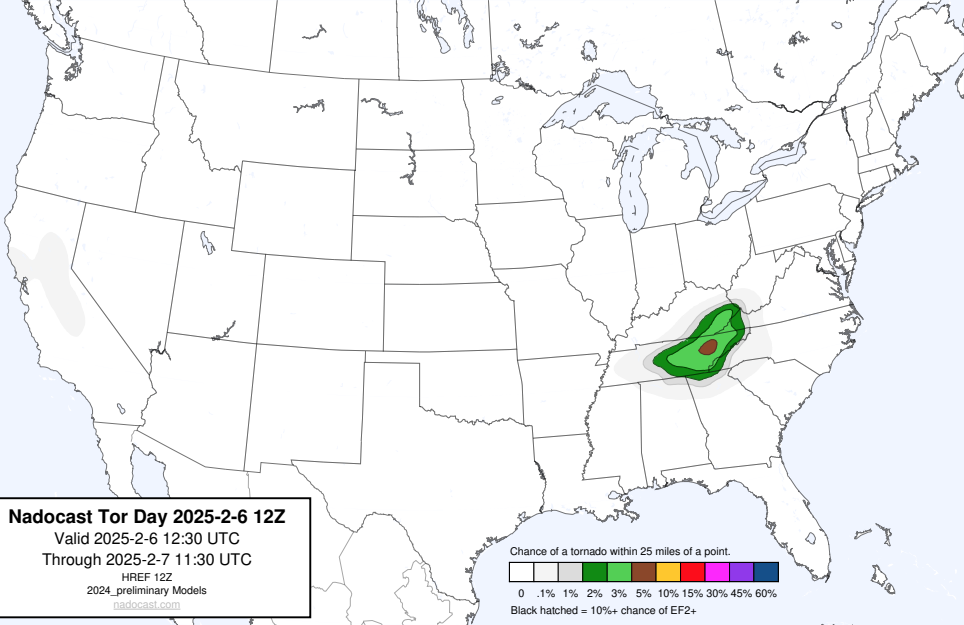 Nadocast Tor Day 2025-2-6 12Z
Valid 2025-2-6 12:30 UTC
Through 2025-2-7 11:30 UTC
HREF 12Z
2024_preliminary Models
nadocast.com
Chance of a tornado within 25 miles of a point.
0 .1% 1% 2% 3% 5% 10% 15% 30% 45% 60%
Black hatched = 10%+ chance of EF2+